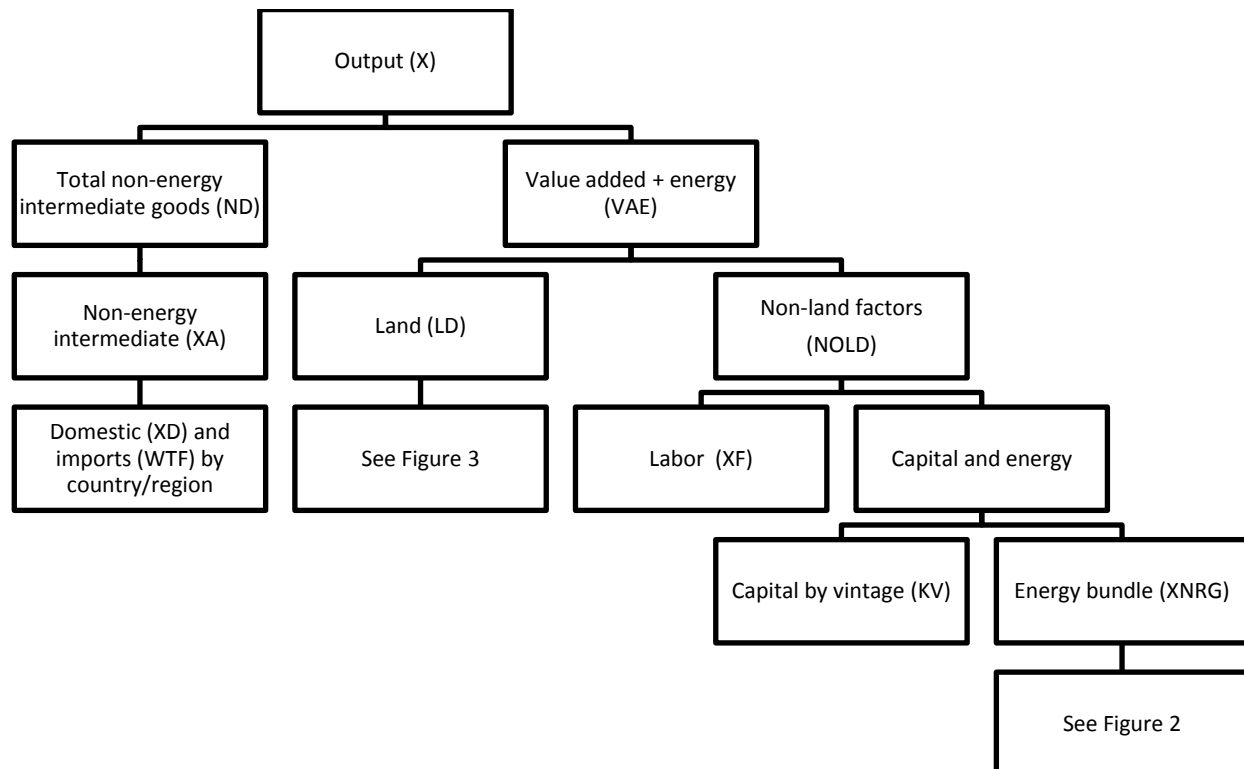 Output (X)
Total non-energy
intermediate goods (ND)
Value added + energy
(VAE)
Non-energy
intermediate (XA)
Land (LD)
Non-land factors
(NOLD)
Domestic (XD) and
imports (WTF) by
country/region
See Figure 3
Labor (XF)
Capital and energy
Capital by vintage (KV)
Energy bundle (XNRG)
See Figure 2